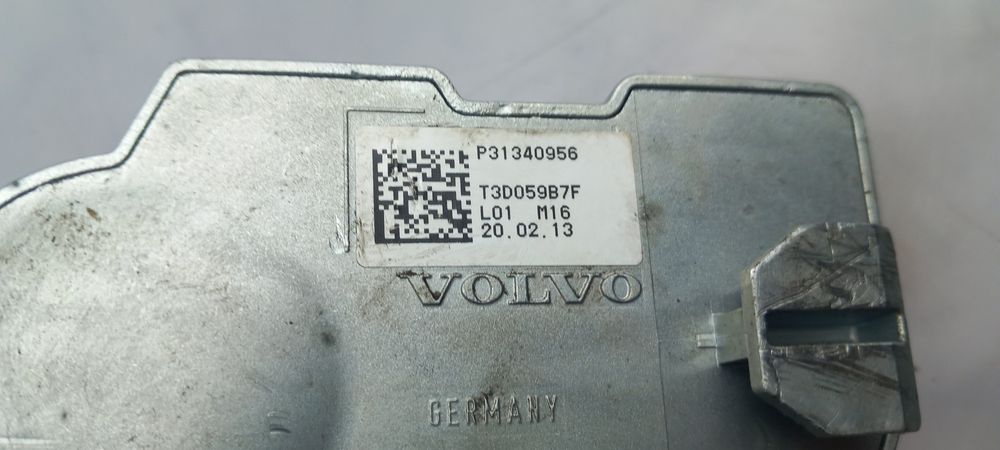 P31340956
T3D059B7F
L01 M16
20.02.13
VOLVO
GERMANY